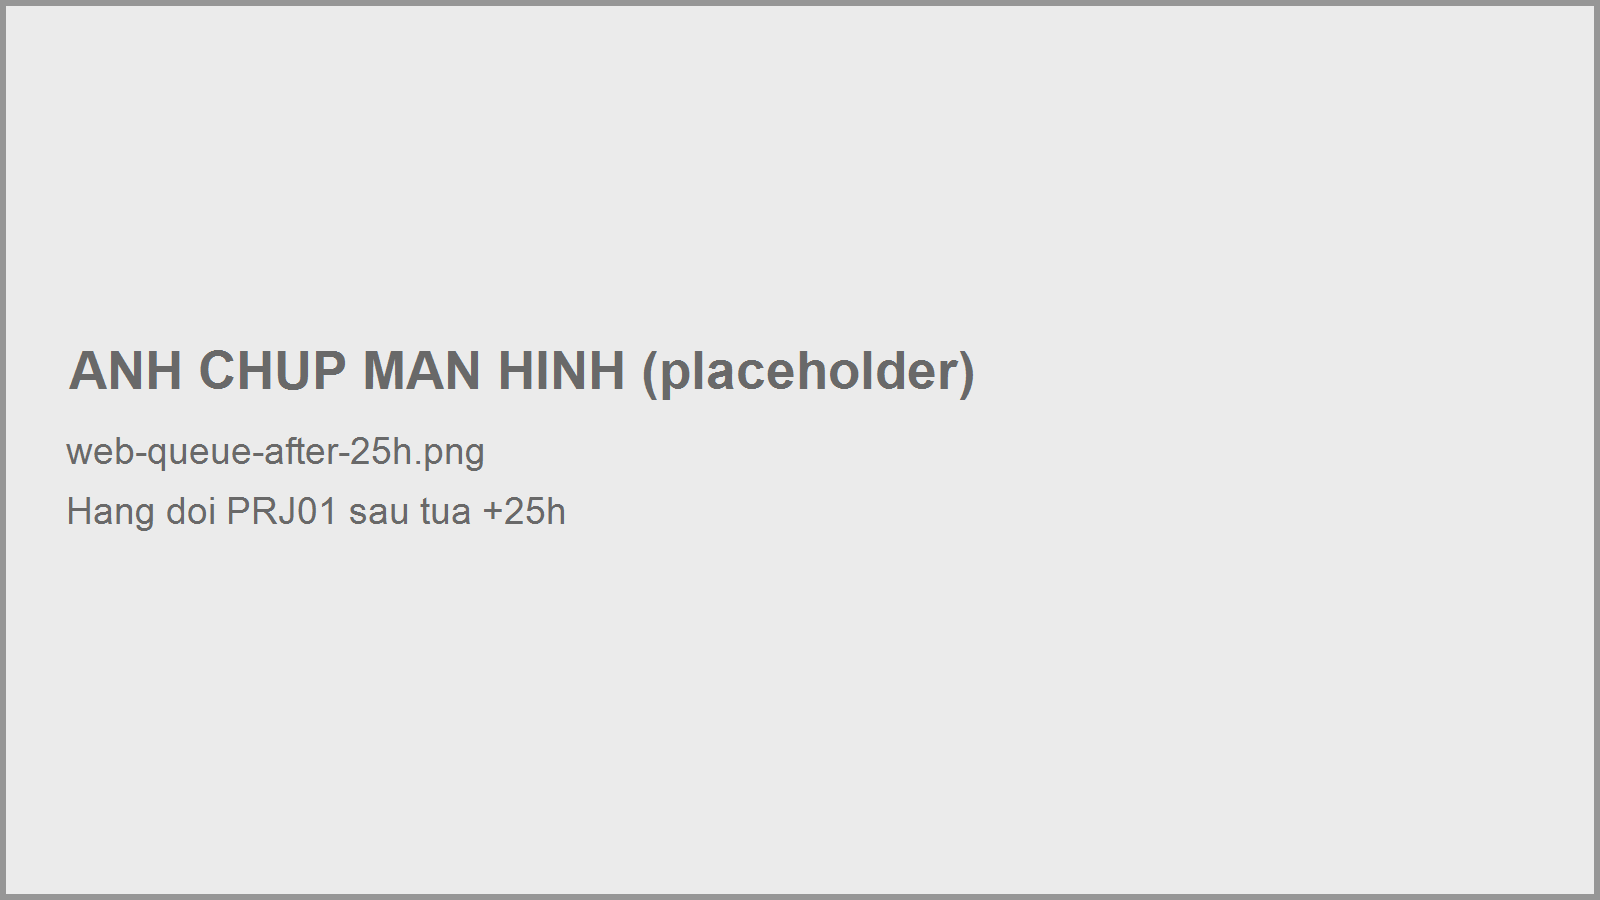 ANH CHUP MAN HINH (placeholder)
web-queue-after-25h.png
Hang doi PRJ01 sau tua +25h